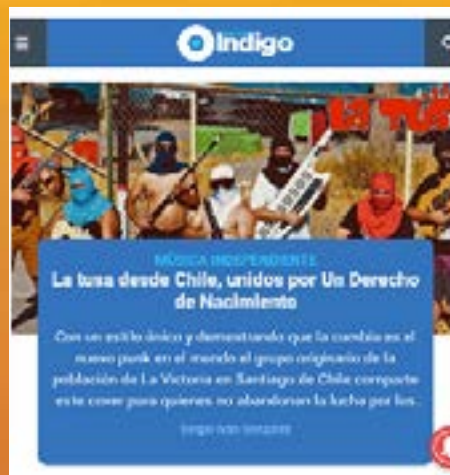 Indigo
LA TUSA
MÚSICA INDEPENDIENTE
La tusa desde Chile, unidos por Un Derecho
de Nacimiento
Con un estilo único y demostrando que la cumbia es el
nuevo punk en el mundo el grupo originario de la
población de La Victoria en Santiago de Chile comparte
este cover para quienes no abandonan la lucha por los